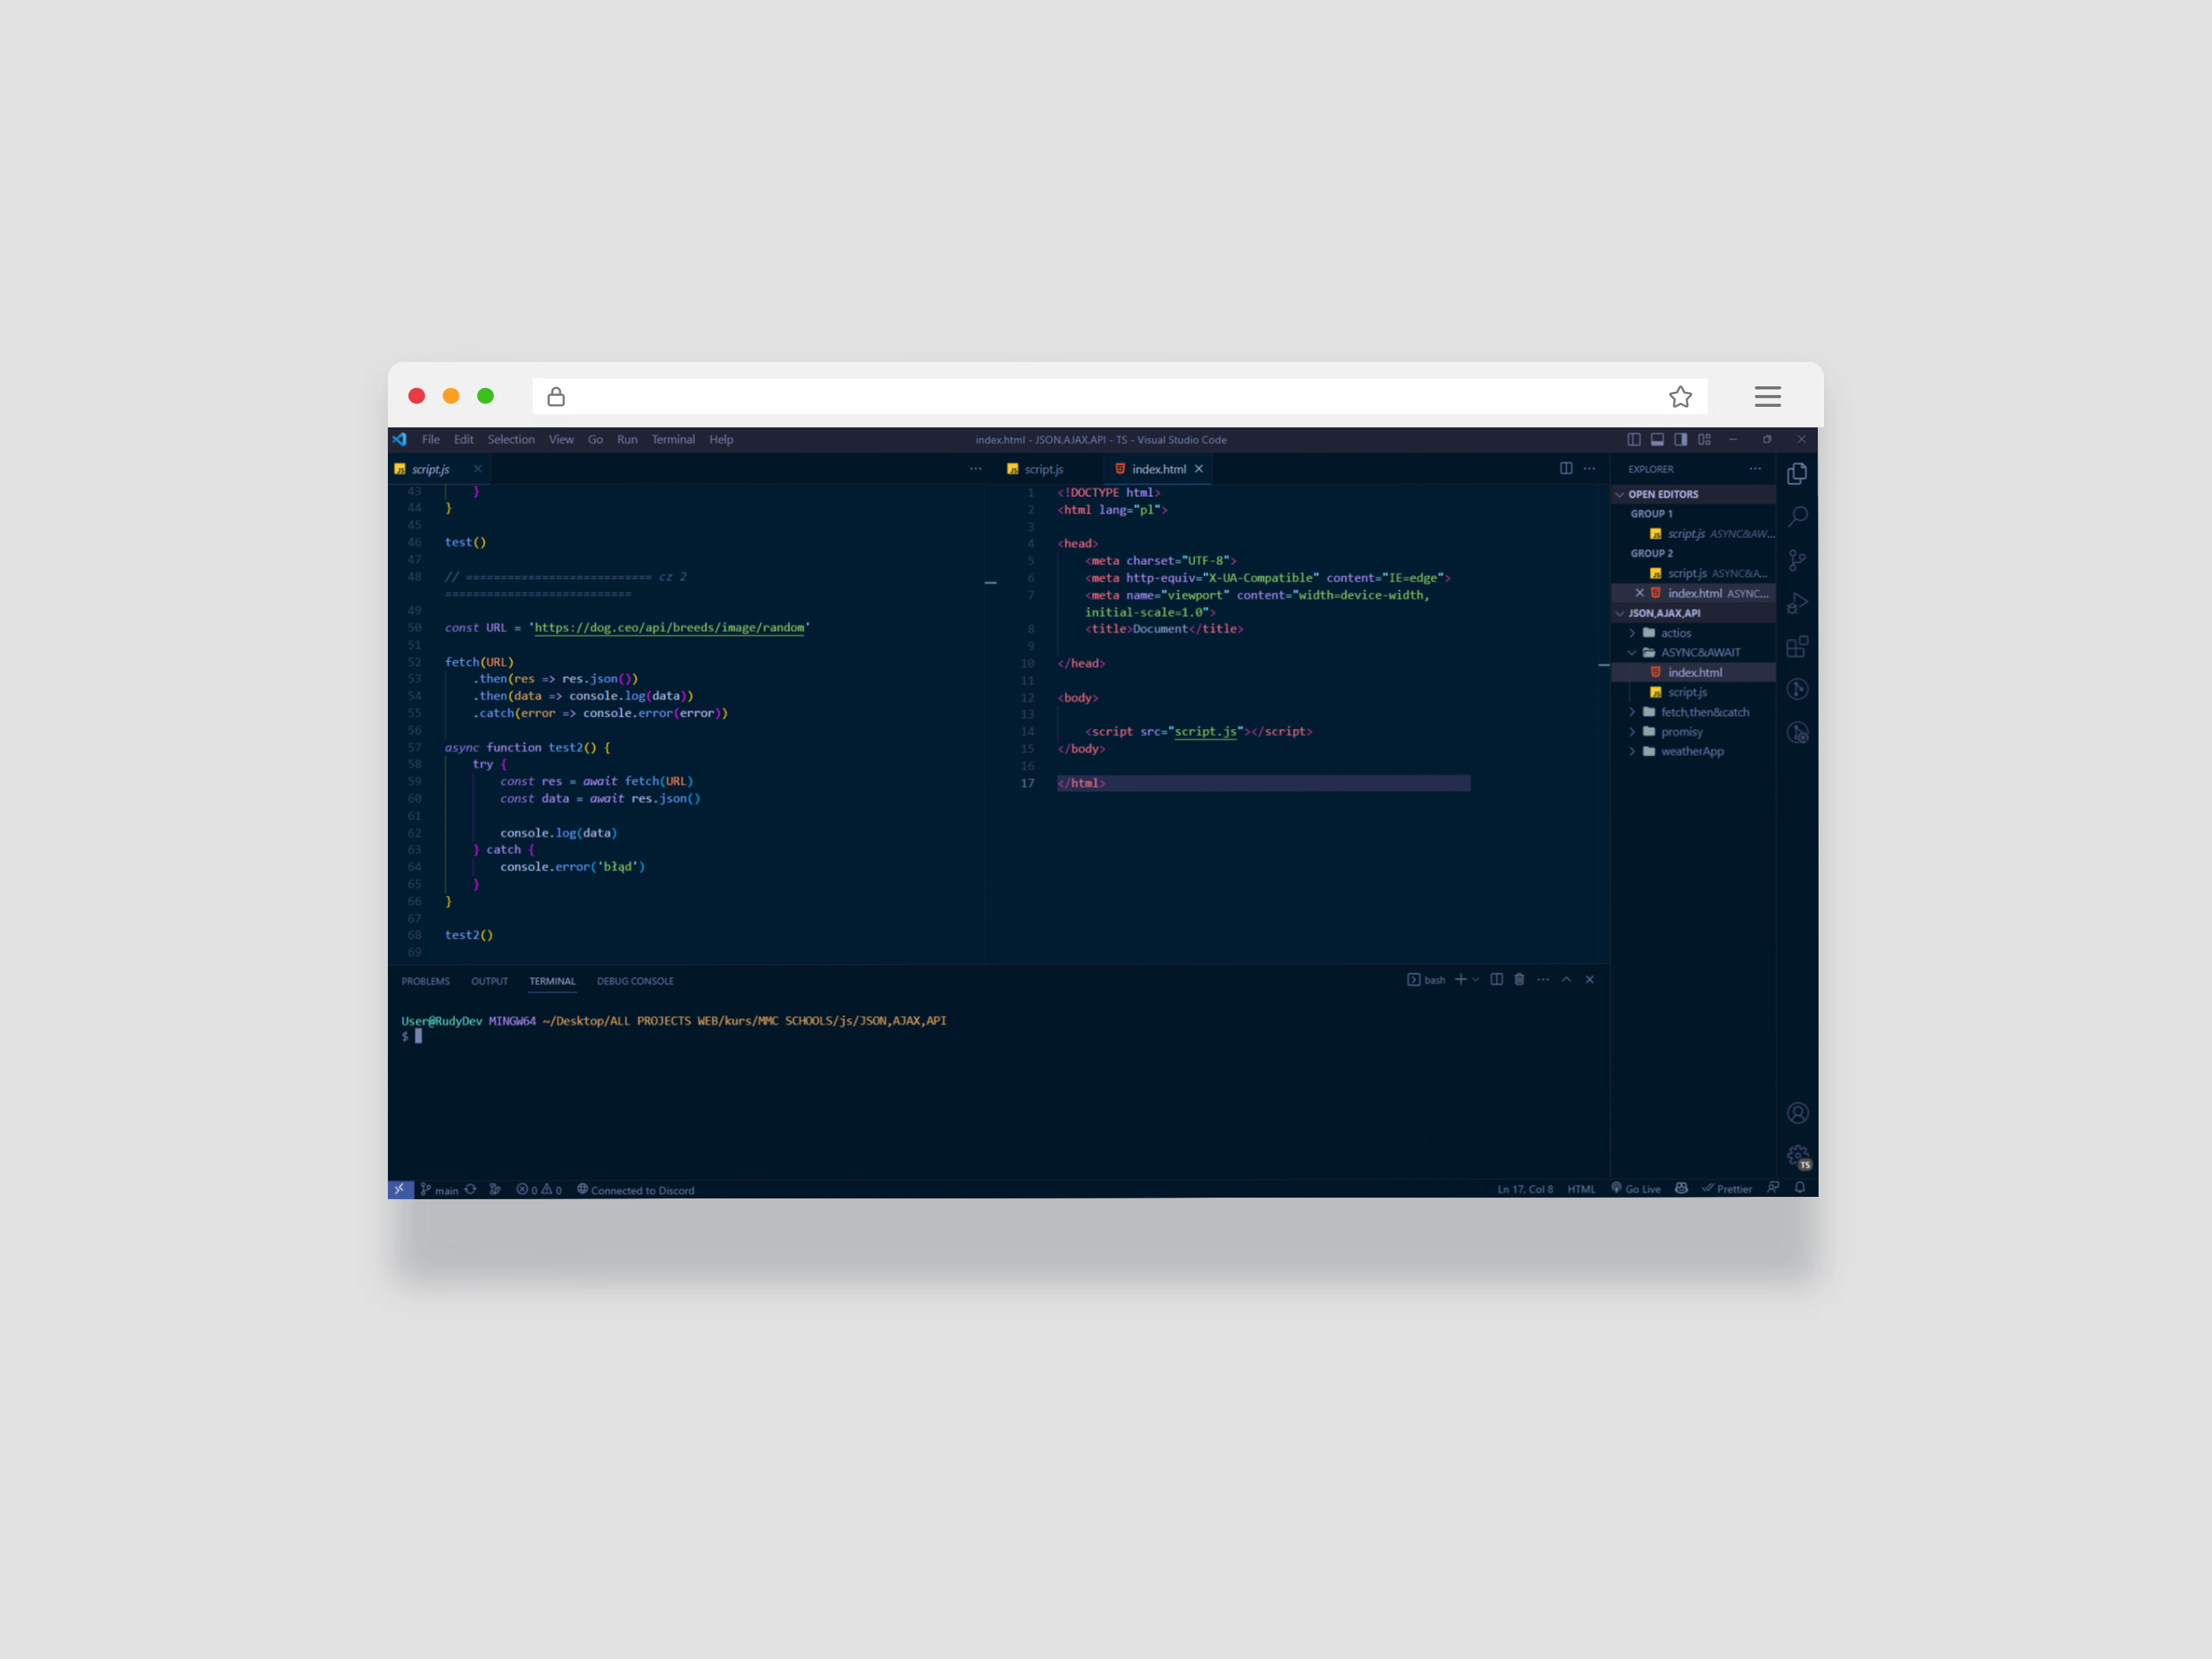 File Edit Selection View Go Run Terminal Help
index.html - JSON,AJAX,API - TS - Visual Studio Code
script.js
43 }
44 }
45
46 test()
47
48 // =========================== cz 2
===========================
49
50 const URL = 'https://dog.ceo/api/breeds/image/random'
51
52 fetch(URL)
53 .then(res => res.json())
54 .then(data => console.log(data))
55 .catch(error => console.error(error))
56
57 async function test2() {
58 try {
59 const res = await fetch(URL)
60 const data = await res.json()
61
62 console.log(data)
63 } catch {
64 console.error('błąd')
65 }
66 }
67
68 test2()
69
script.js index.html
1 <!DOCTYPE html>
2 <html lang="pl">
3
4 <head>
5 <meta charset="UTF-8">
6 <meta http-equiv="X-UA-Compatible" content="IE=edge">
7 <meta name="viewport" content="width=device-width,
initial-scale=1.0">
8 <title>Document</title>
9
10 </head>
11
12 <body>
13
14 <script src="script.js"></script>
15 </body>
16
17 </html>
EXPLORER
OPEN EDITORS
GROUP 1
script.js ASYNC&AW...
GROUP 2
script.js ASYNC&A...
index.html ASYNC...
JSON,AJAX,API
actios
ASYNC&AWAIT
index.html
script.js
fetch,then&catch
promisy
weatherApp
PROBLEMS OUTPUT TERMINAL DEBUG CONSOLE
bash
User@RudyDev MINGW64 ~/Desktop/ALL PROJECTS WEB/kurs/MMC SCHOOLS/js/JSON,AJAX,API
$
TS
main 0 0 Connected to Discord
Ln 17, Col 8 HTML Go Live Prettier